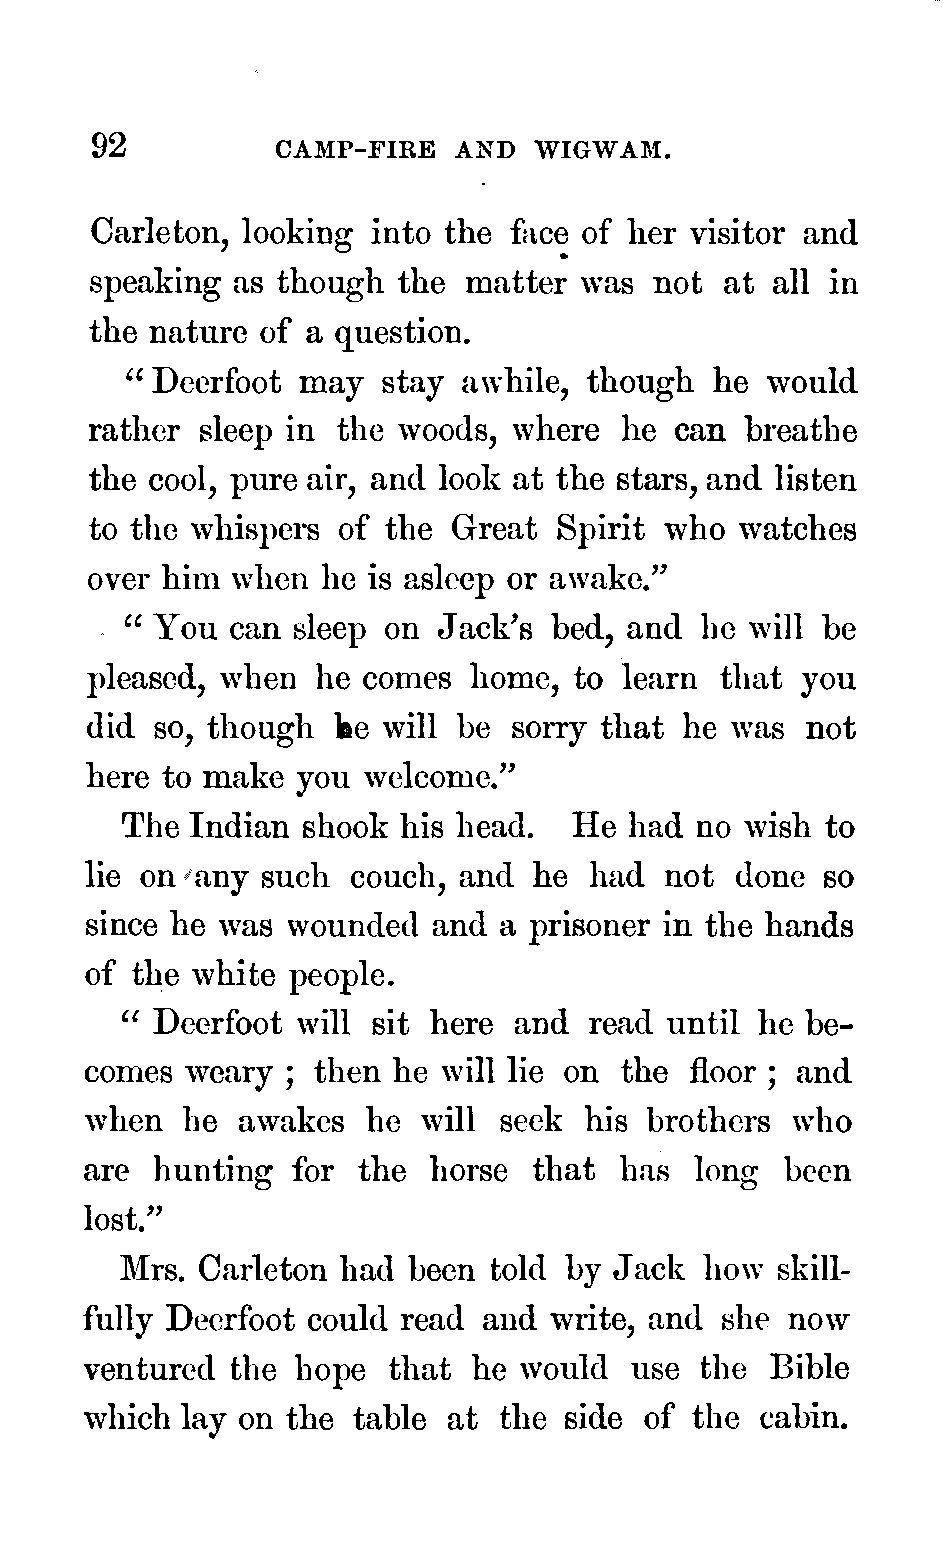 92 CAMP-FIRE AND WIGWAM.
Carleton, looking into the face of her visitor and
speaking as though the matter was not at all in
the nature of a question.
“ Deerfoot may stay awhile, though he would
rather sleep in the woods, where he can breathe
the cool, pure air, and look at the stars, and listen
to the whispers of the Great Spirit who watches
over him when he is asleep or awake.”
“ You can sleep on Jack’s bed, and he will be
pleased, when he comes home, to learn that you
did so, though he will be sorry that he was not
here to make you welcome.”
The Indian shook his head. He had no wish to
lie on any such couch, and he had not done so
since he was wounded and a prisoner in the hands
of the white people.
“ Deerfoot will sit here and read until he be-
comes weary ; then he will lie on the floor ; and
when he awakes he will seek his brothers who
are hunting for the horse that has long been
lost.”
Mrs. Carleton had been told by Jack how skill-
fully Deerfoot could read and write, and she now
ventured the hope that he would use the Bible
which lay on the table at the side of the cabin.